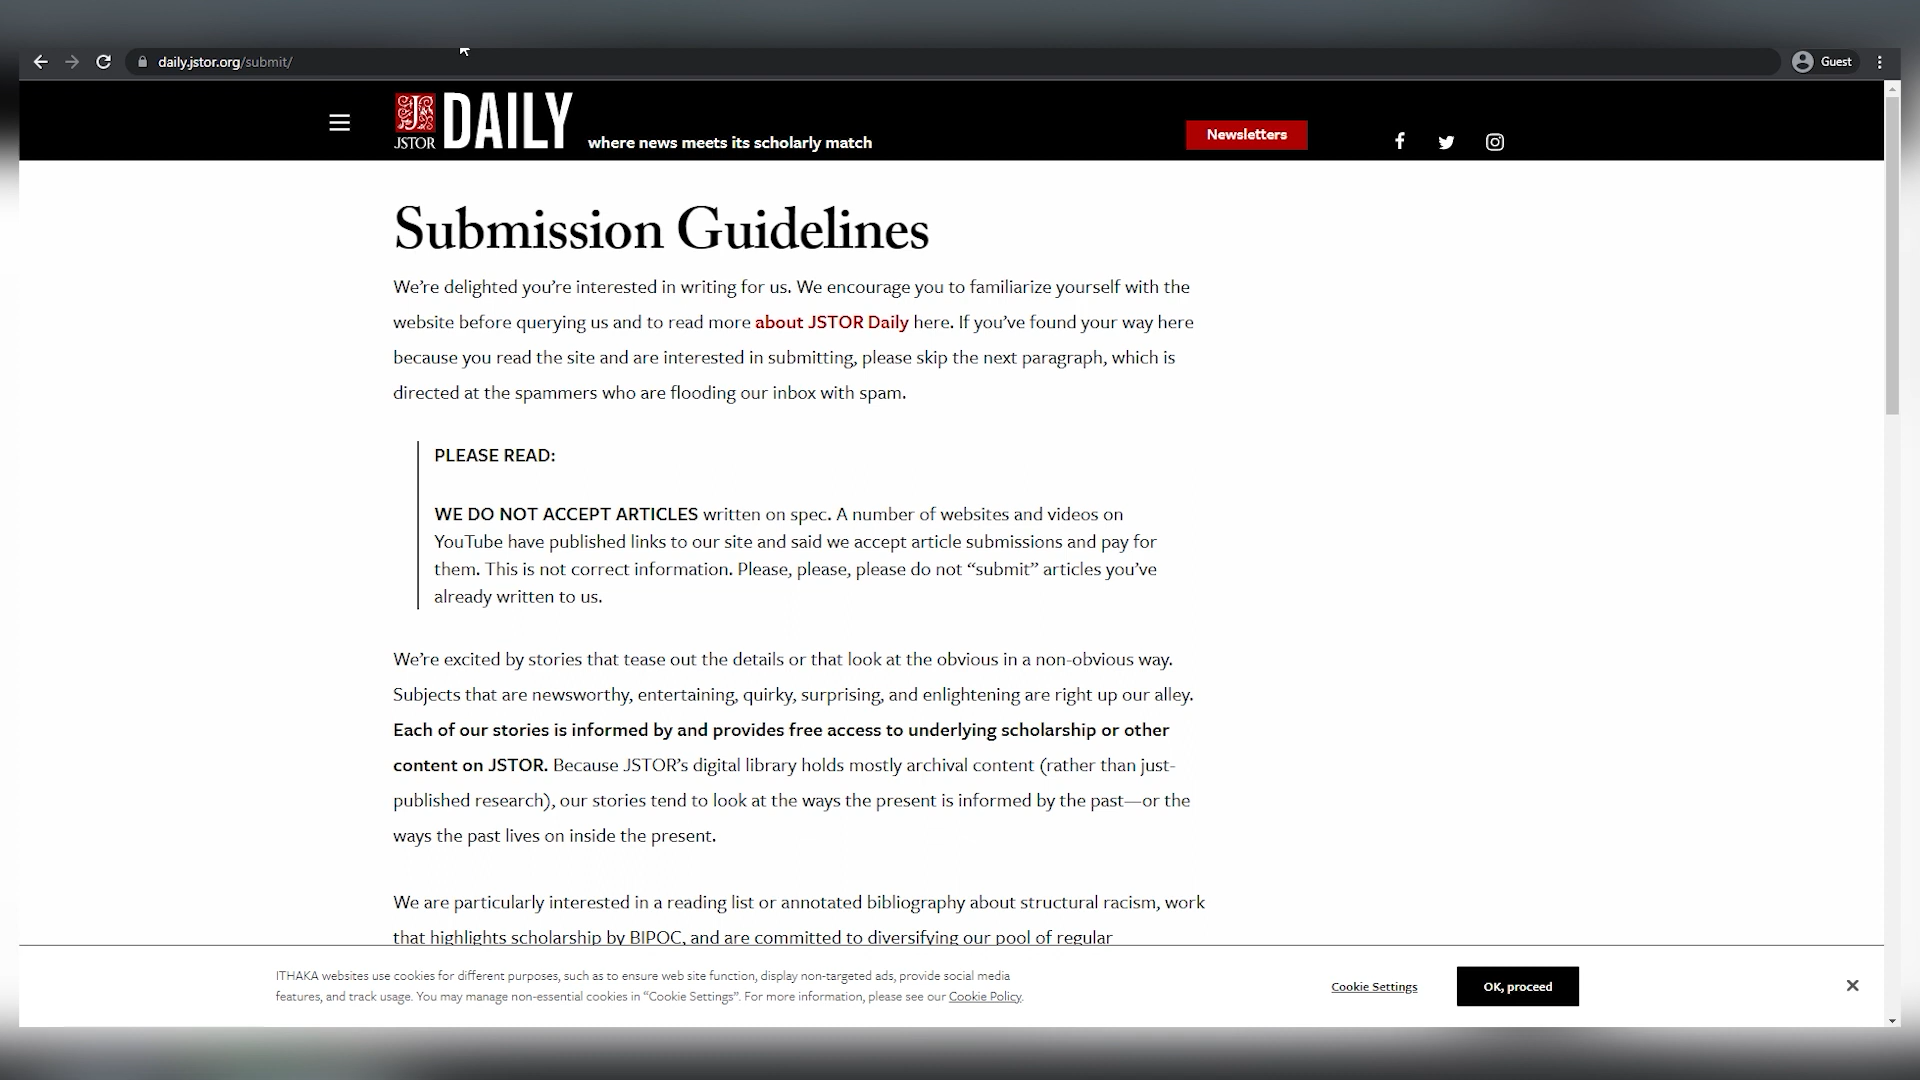 daily.jstor.org/submit/
Guest
JSTOR DAILY where news meets its scholarly match
Newsletters
Submission Guidelines
We’re delighted you’re interested in writing for us. We encourage you to familiarize yourself with the
website before querying us and to read more about JSTOR Daily here. If you’ve found your way here
because you read the site and are interested in submitting, please skip the next paragraph, which is
directed at the spammers who are flooding our inbox with spam.
PLEASE READ:
WE DO NOT ACCEPT ARTICLES written on spec. A number of websites and videos on
YouTube have published links to our site and said we accept article submissions and pay for
them. This is not correct information. Please, please, please do not “submit” articles you’ve
already written to us.
We’re excited by stories that tease out the details or that look at the obvious in a non-obvious way.
Subjects that are newsworthy, entertaining, quirky, surprising, and enlightening are right up our alley.
Each of our stories is informed by and provides free access to underlying scholarship or other
content on JSTOR. Because JSTOR’s digital library holds mostly archival content (rather than just-
published research), our stories tend to look at the ways the present is informed by the past—or the
ways the past lives on inside the present.
We are particularly interested in a reading list or annotated bibliography about structural racism, work
that highlights scholarship by BIPOC, and are committed to diversifying our pool of regular
ITHAKA websites use cookies for different purposes, such as to ensure web site function, display non-targeted ads, provide social media
features, and track usage. You may manage non-essential cookies in “Cookie Settings”. For more information, please see our Cookie Policy.
Cookie Settings
OK, proceed